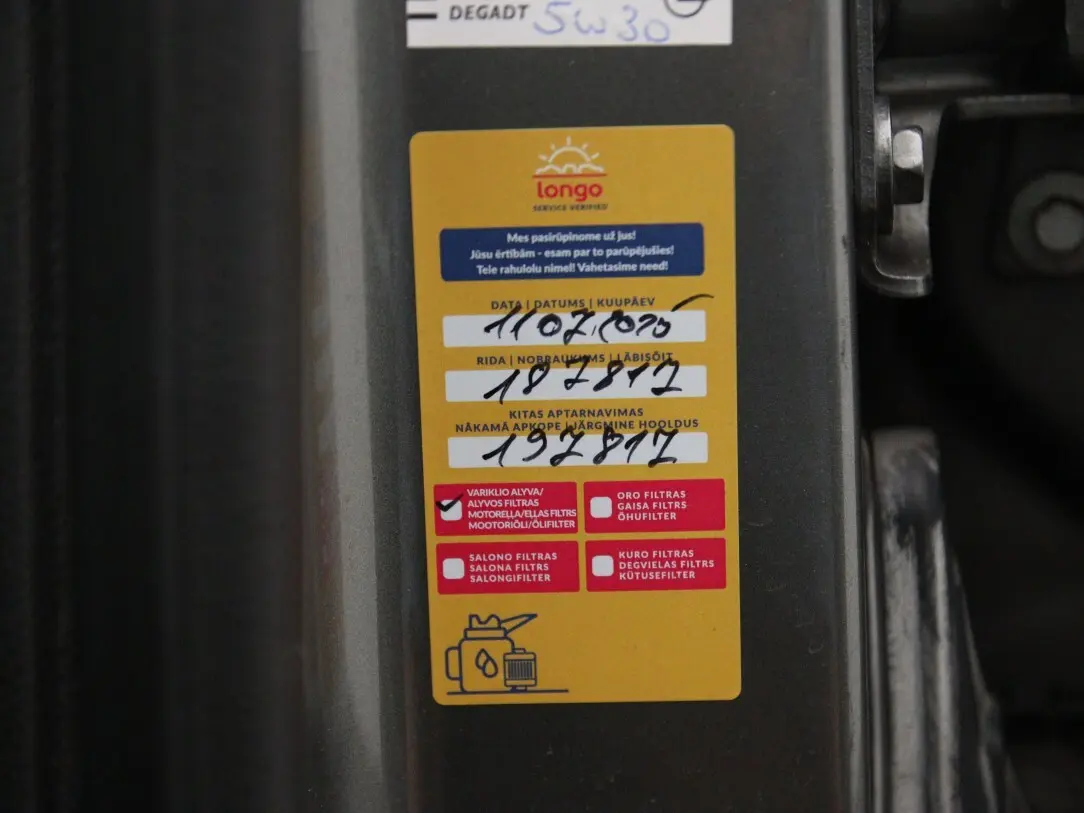 DEGADT 5W30
longo
SERVICE VERIFIED
Mes pasirūpinome už jus!
Jūsu ērtībām - esam par to parūpējušies!
Teie rahulolu nimel! Vahetasime need!
DATA | DATUMS | KUUPÄEV
11 07.2025
RIDA | NOBRAUKUMS | LÄBISÕIT
187817
KITAS APTARNAVIMAS
NĀKAMĀ APKOPE | JÄRGMINE HOOLDUS
197817
VARIKLIO ALYVA/
ALYVOS FILTRAS
MOTOREĻĻA/EĻĻAS FILTRS
MOOTORIÕLI/ÕLIFILTER
ORO FILTRAS
GAISA FILTRS
ÕHUFILTER
SALONO FILTRAS
SALONA FILTRS
SALONGIFILTER
KURO FILTRAS
DEGVIELAS FILTRS
KÜTUSEFILTER